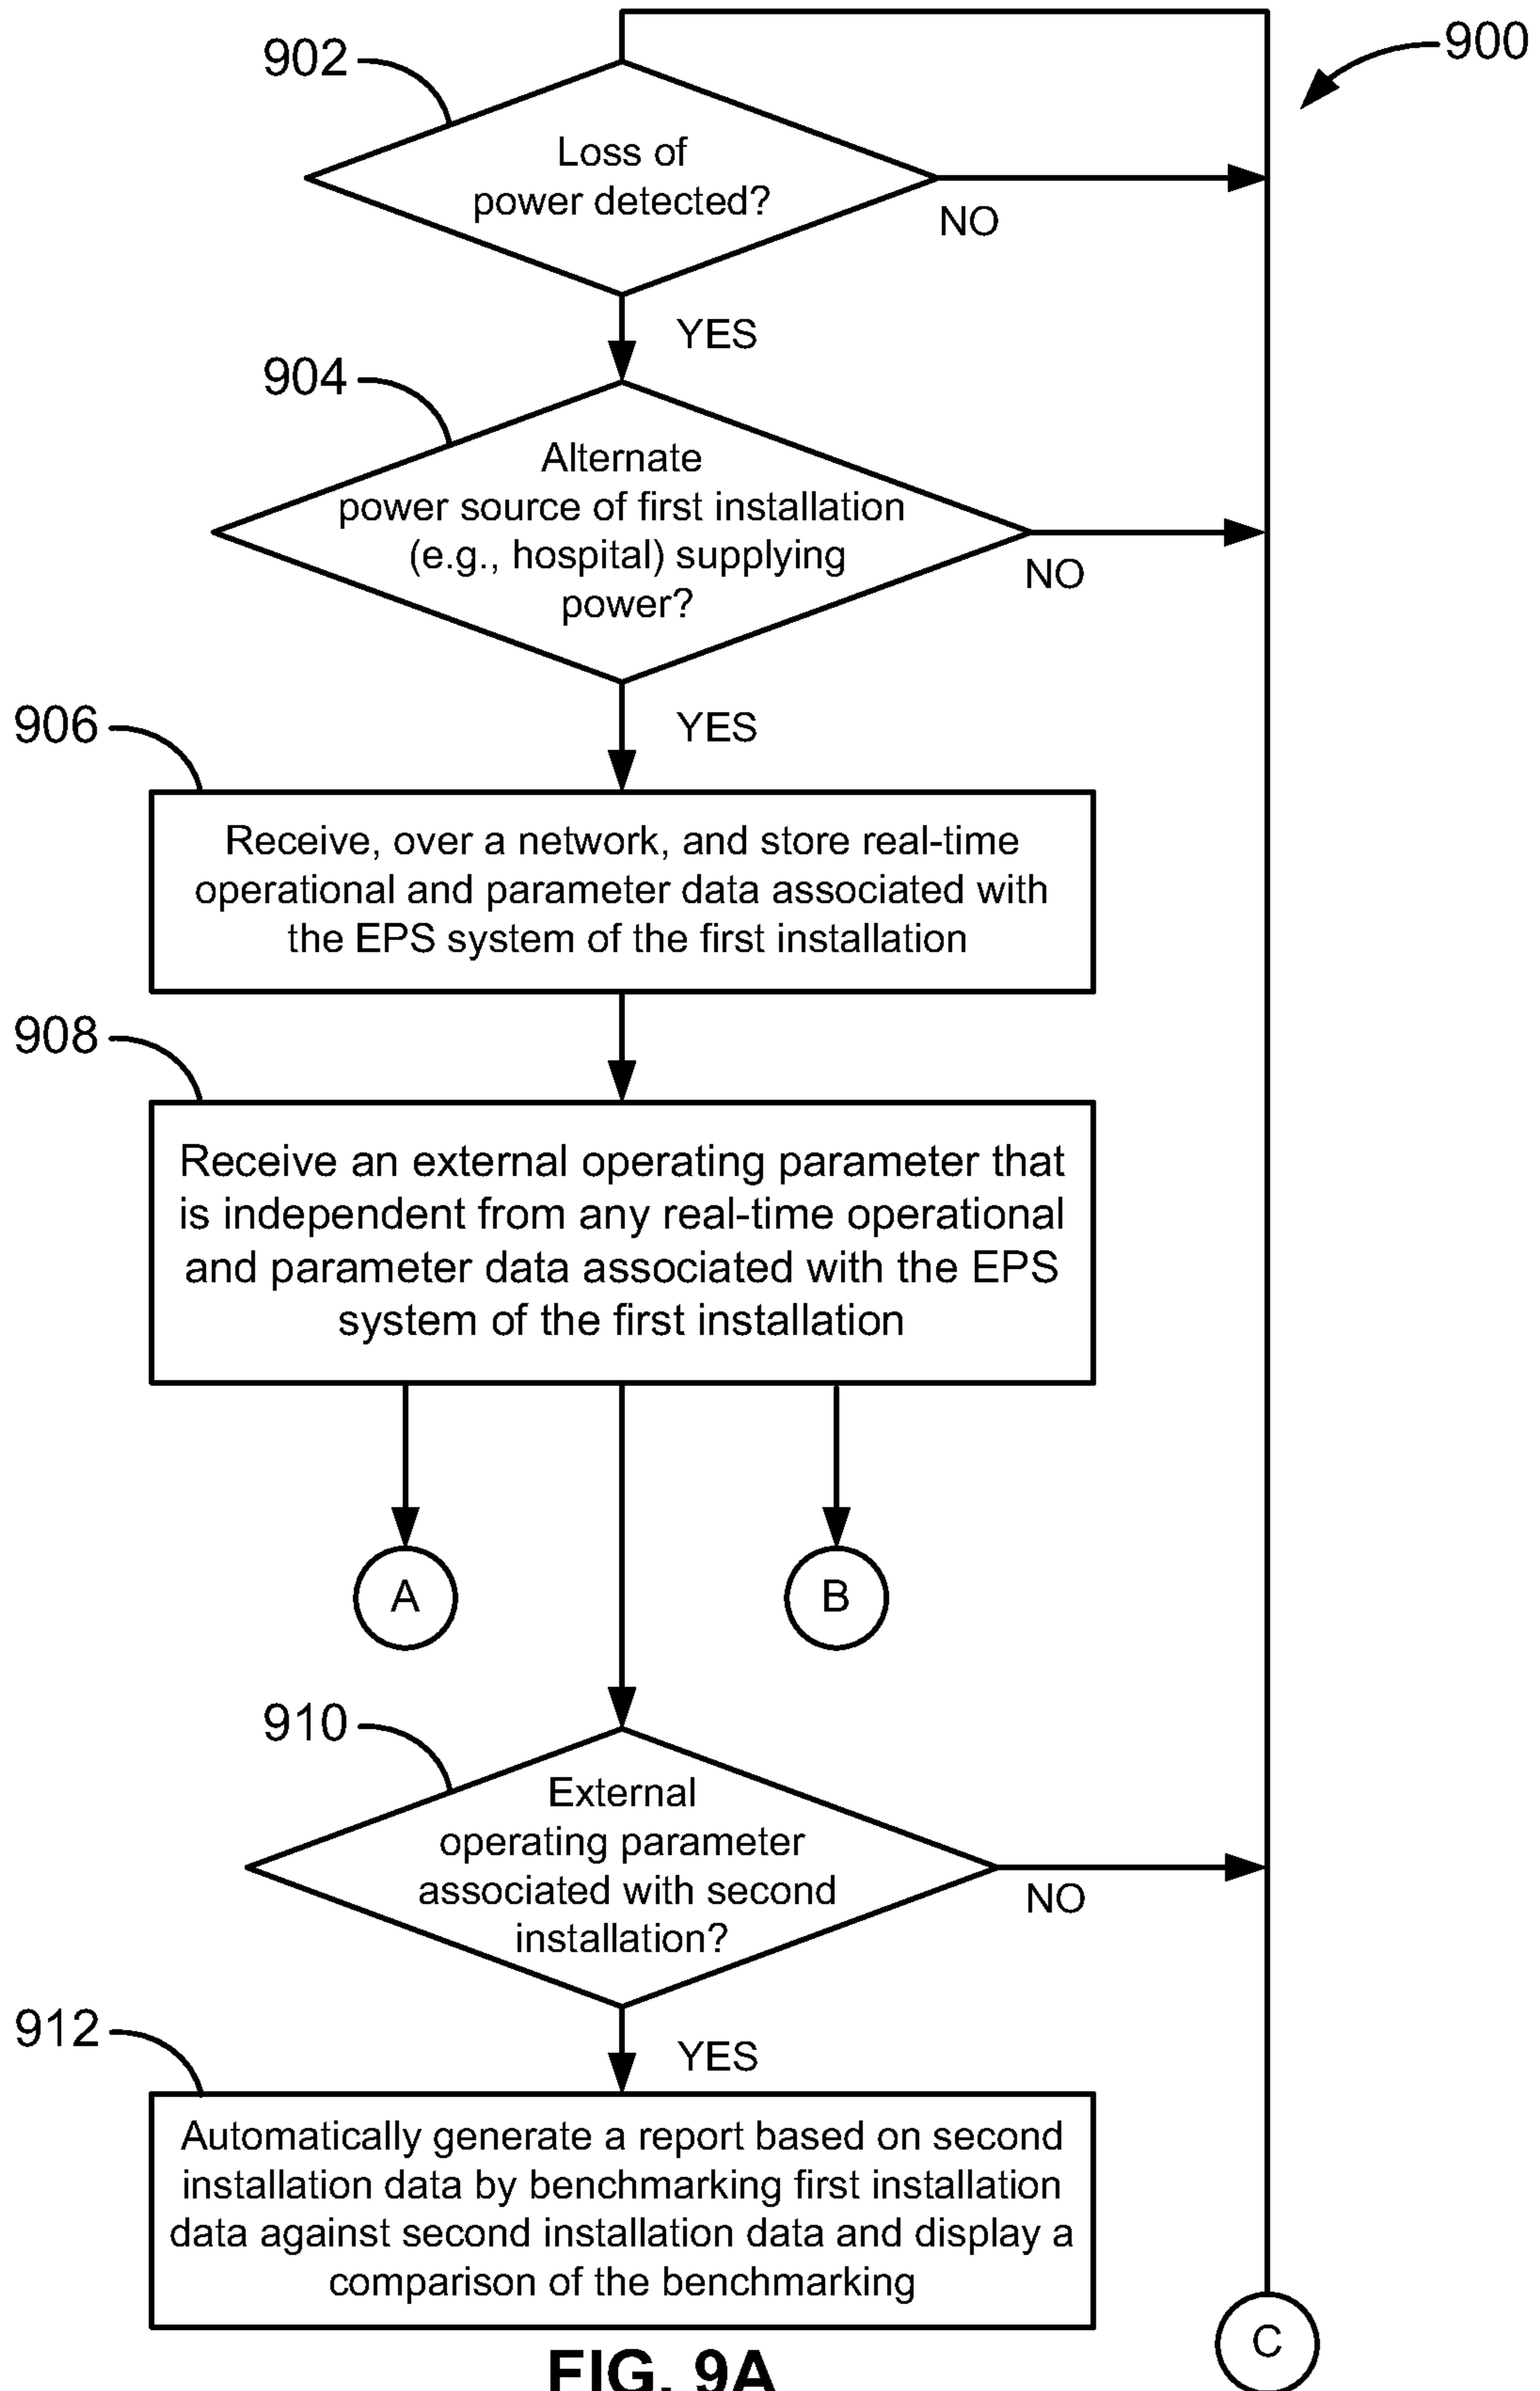 900
902
Loss of
power detected?
NO
YES
904
Alternate
power source of first installation
(e.g., hospital) supplying
power?
NO
YES
906
Receive, over a network, and store real-time
operational and parameter data associated with
the EPS system of the first installation
908
Receive an external operating parameter that
is independent from any real-time operational
and parameter data associated with the EPS
system of the first installation
A
B
910
External
operating parameter
associated with second
installation?
NO
YES
912
Automatically generate a report based on second
installation data by benchmarking first installation
data against second installation data and display a
comparison of the benchmarking
C
FIG. 9A